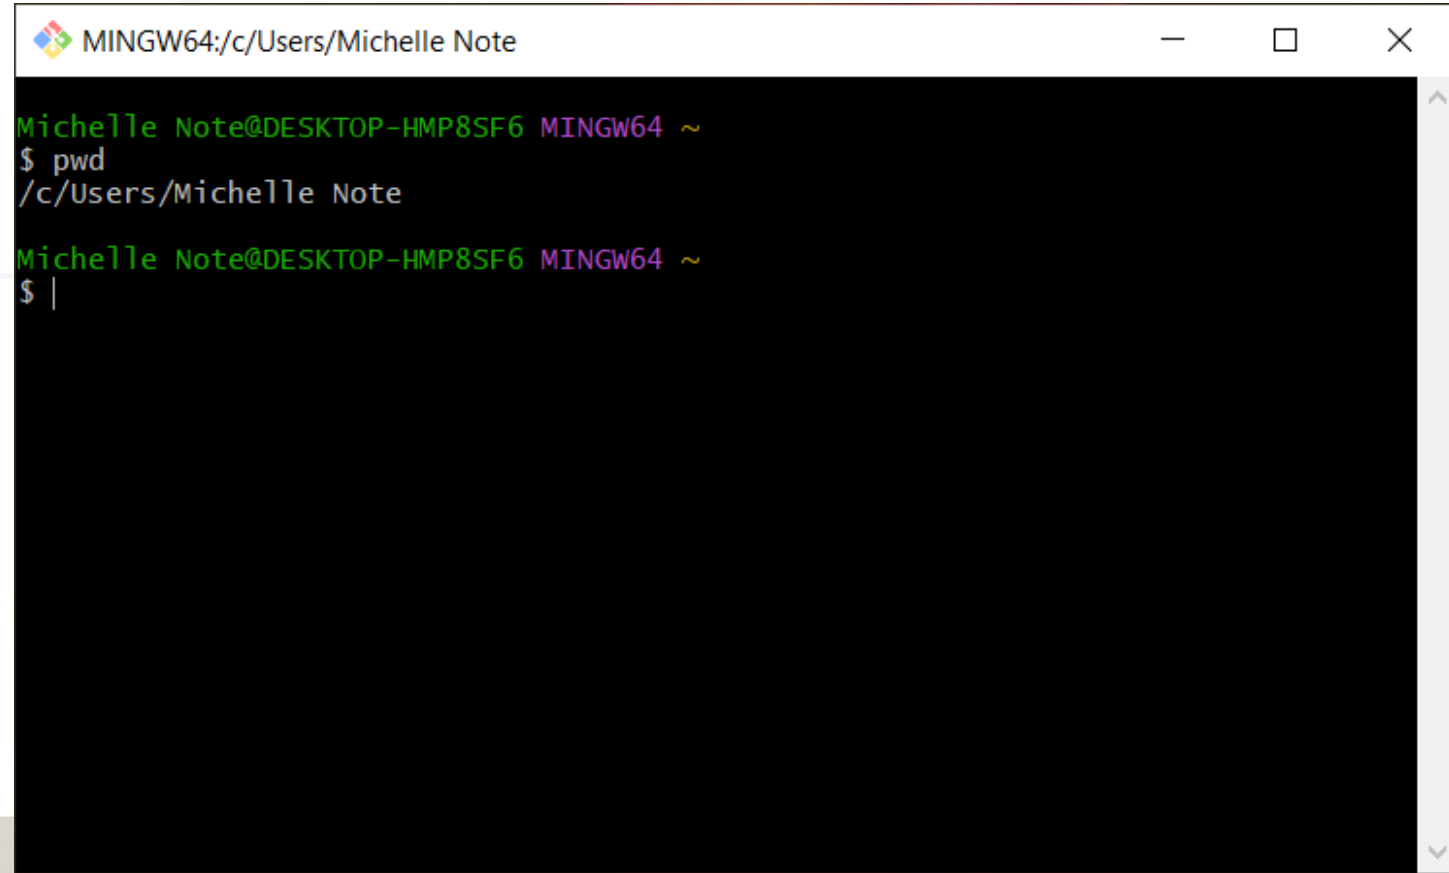 MINGW64:/c/Users/Michelle Note
Michelle Note@DESKTOP-HMP8SF6 MINGW64 ~
$ pwd
/c/Users/Michelle Note
Michelle Note@DESKTOP-HMP8SF6 MINGW64 ~
$